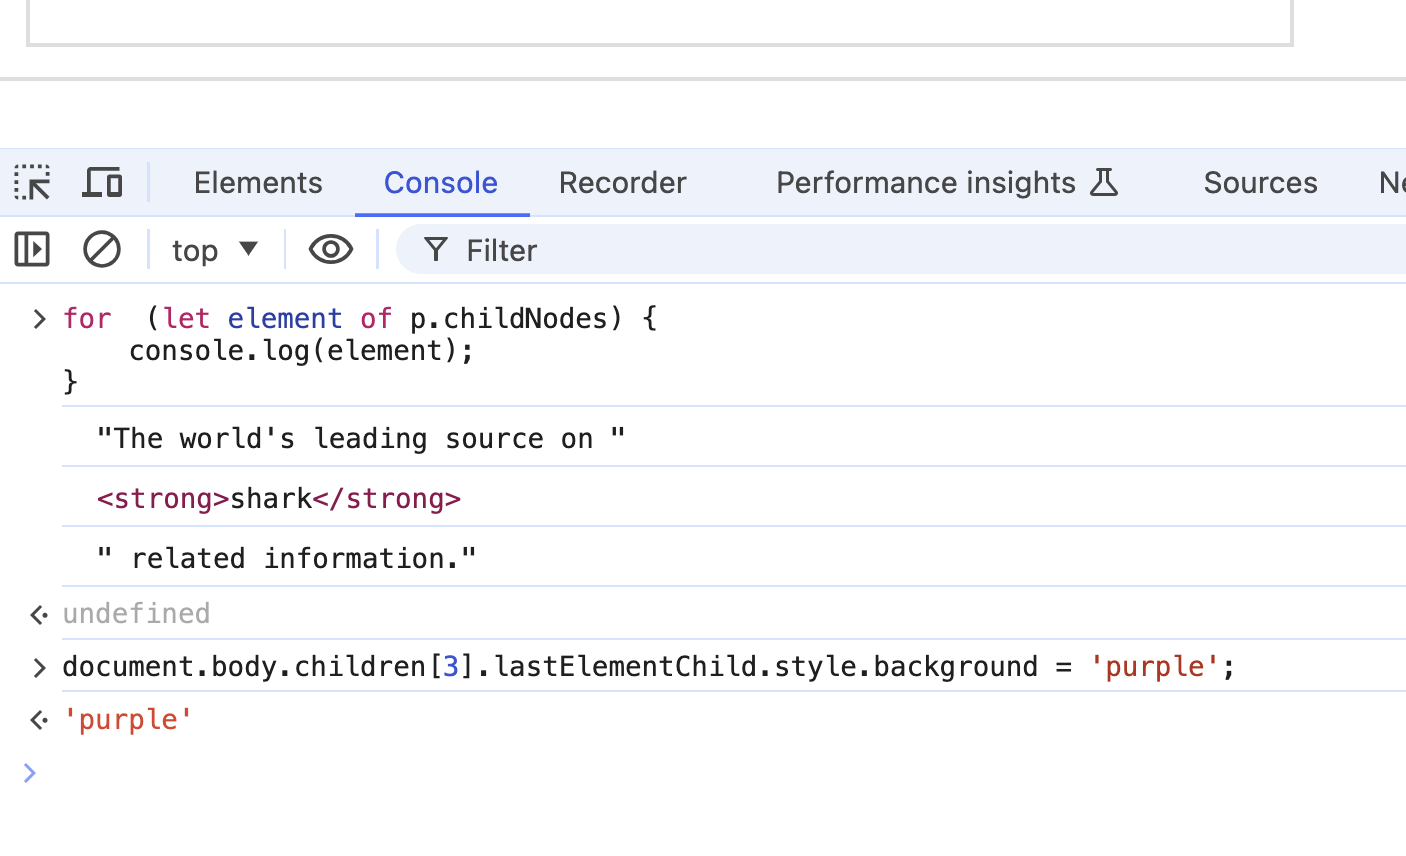 Elements Console Recorder Performance insights Sources
top Filter
for  (let element of p.childNodes) {
    console.log(element);
}
"The world's leading source on "
<strong>shark</strong>
" related information."
undefined
document.body.children[3].lastElementChild.style.background = 'purple';
'purple'